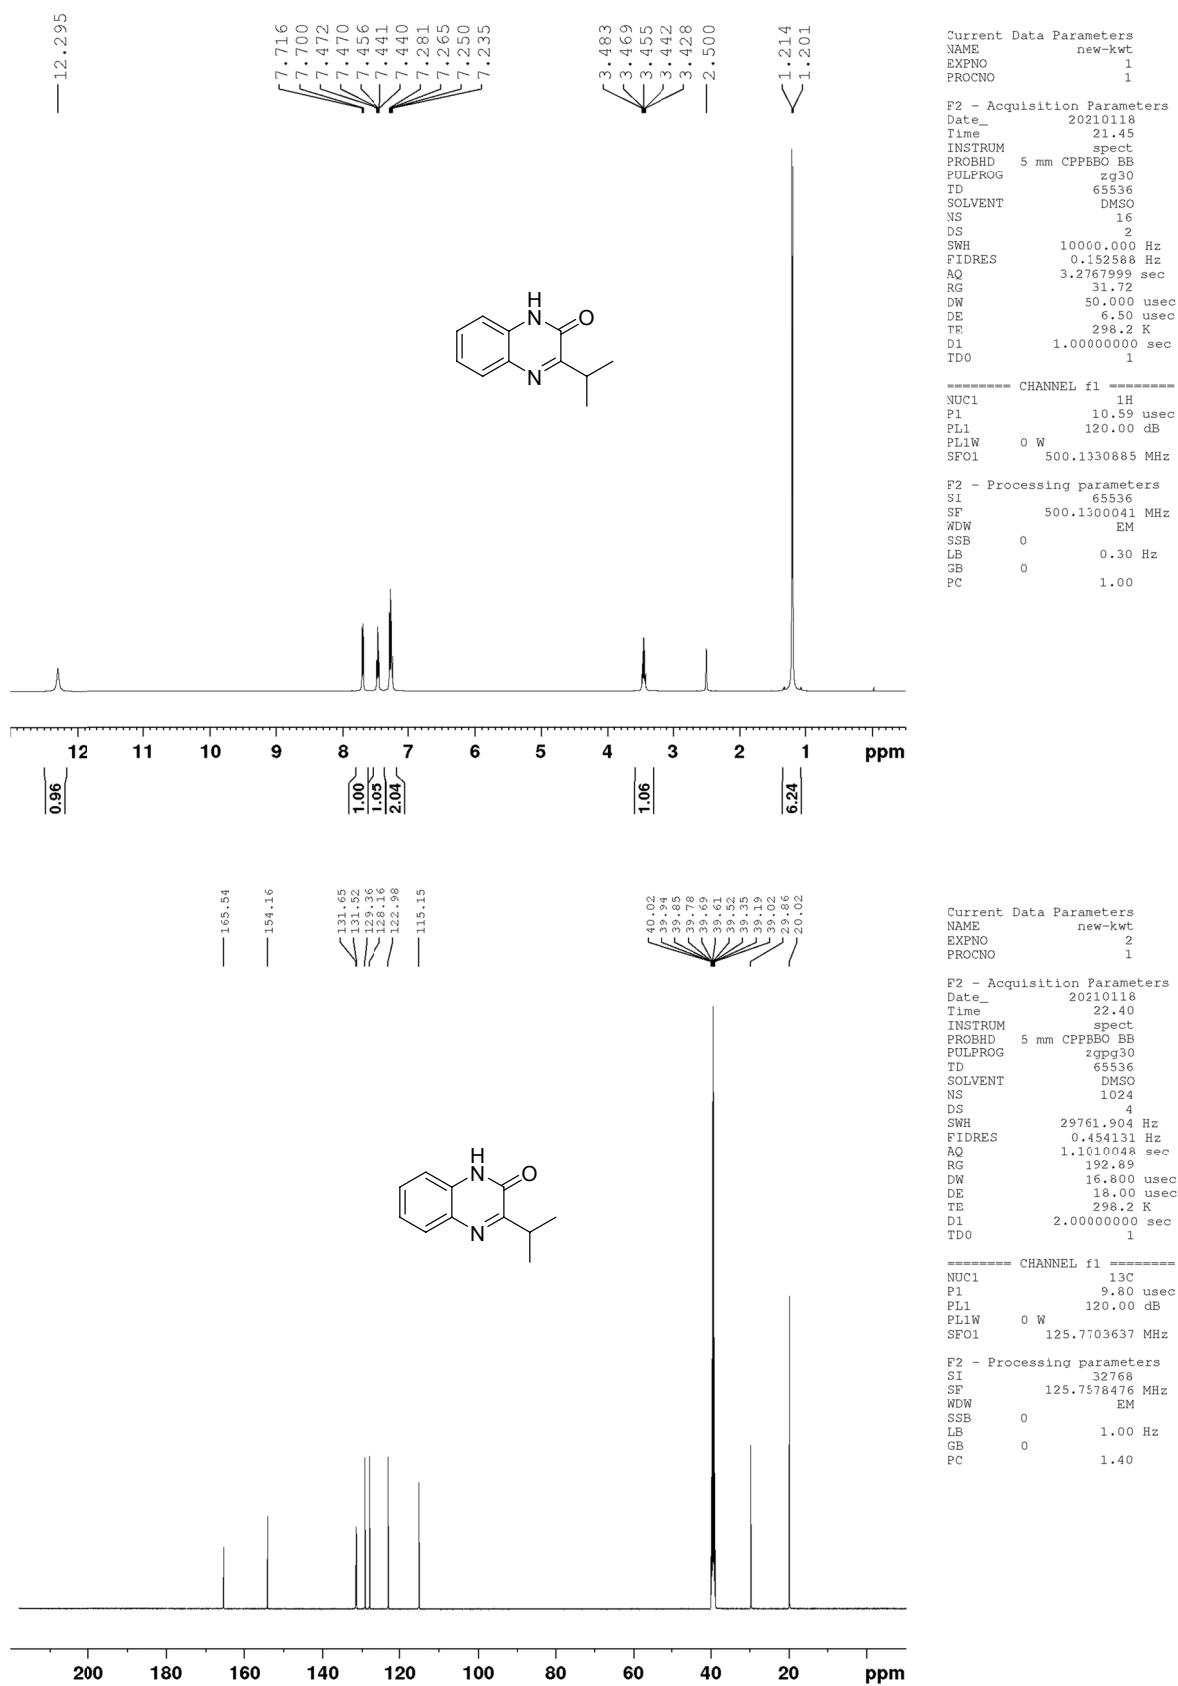 12.295
7.716
7.700
7.472
7.470
7.456
7.441
7.440
7.281
7.265
7.250
7.235
3.483
3.469
3.455
3.442
3.428
2.500
1.214
1.201
Current Data Parameters
NAME new-kwt
EXPNO 1
PROCNO 1
F2 - Acquisition Parameters
Date_ 20210118
Time 21.45
INSTRUM spect
PROBHD 5 mm CPPBBO BB
PULPROG zg30
TD 65536
SOLVENT DMSO
NS 16
DS 2
SWH 10000.000 Hz
FIDRES 0.152588 Hz
AQ 3.2767999 sec
RG 31.72
DW 50.000 usec
DE 6.50 usec
TE 298.2 K
D1 1.00000000 sec
TD0 1
======== CHANNEL f1 ========
NUC1 1H
P1 10.59 usec
PL1 120.00 dB
PL1W 0 W
SFO1 500.1330885 MHz
F2 - Processing parameters
SI 65536
SF 500.1300041 MHz
WDW EM
SSB 0
LB 0.30 Hz
GB 0
PC 1.00
H
N
O
N
12 11 10 9 8 7 6 5 4 3 2 1 ppm
0.96
1.00
1.05
2.04
1.06
6.24
165.54
154.16
131.65
131.52
129.36
128.16
122.98
115.15
40.02
39.94
39.85
39.78
39.69
39.61
39.52
39.35
39.19
39.02
29.86
20.02
Current Data Parameters
NAME new-kwt
EXPNO 2
PROCNO 1
F2 - Acquisition Parameters
Date_ 20210118
Time 22.40
INSTRUM spect
PROBHD 5 mm CPPBBO BB
PULPROG zgpg30
TD 65536
SOLVENT DMSO
NS 1024
DS 4
SWH 29761.904 Hz
FIDRES 0.454131 Hz
AQ 1.1010048 sec
RG 192.89
DW 16.800 usec
DE 18.00 usec
TE 298.2 K
D1 2.00000000 sec
TD0 1
======== CHANNEL f1 ========
NUC1 13C
P1 9.80 usec
PL1 120.00 dB
PL1W 0 W
SFO1 125.7703637 MHz
F2 - Processing parameters
SI 32768
SF 125.7578476 MHz
WDW EM
SSB 0
LB 1.00 Hz
GB 0
PC 1.40
H
N
O
N
200 180 160 140 120 100 80 60 40 20 ppm